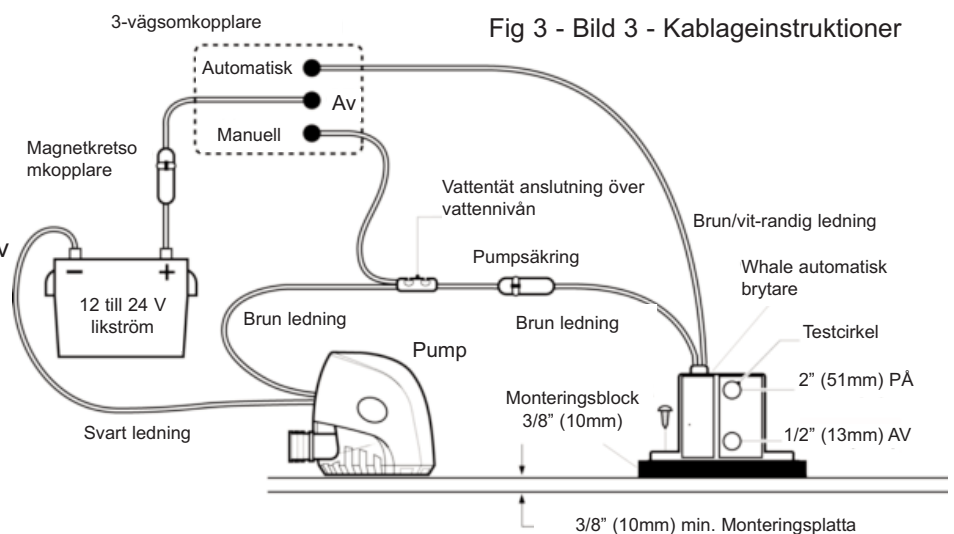 3-vägsomkopplare
Fig 3 - Bild 3 - Kablageinstruktioner
Automatisk
Av
Manuell
Magnetkretso
mkopplare
Vattentät anslutning över
vattennivån
Brun/vit-randig ledning
v
Pumpsäkring
Whale automatisk
brytare
– +
12 till 24 V
likström
Brun ledning
Brun ledning
Testcirkel
Pump
2” (51mm) PÅ
Monteringsblock
3/8” (10mm)
Svart ledning
1/2” (13mm) AV
3/8” (10mm) min. Monteringsplatta